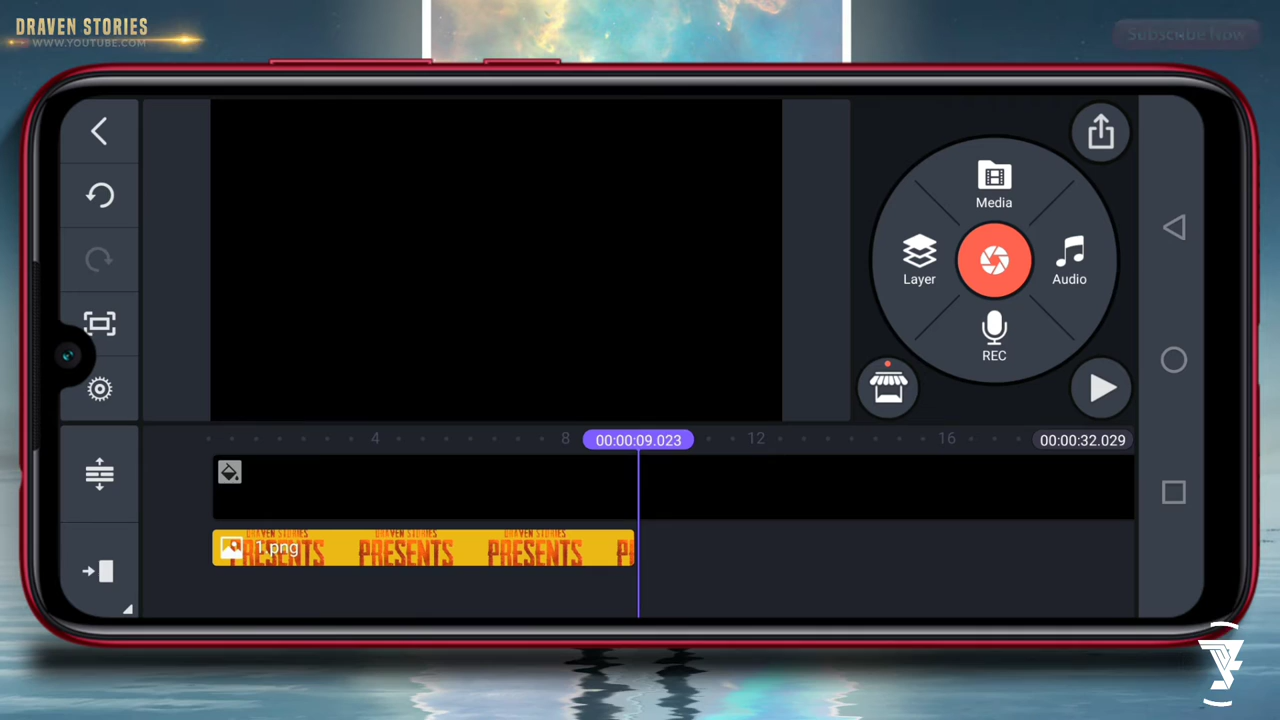 DRAVEN STORIES
WWW.YOUTUBE.COM
Subscribe Now
Media
Layer
Audio
REC
4
8
00:00:09.023
12
16
00:00:32.029
1.png
DRAVEN STORIES
PRESENTS
DRAVEN STORIES
PRESENTS
DRAVEN STORIES
PRESENTS